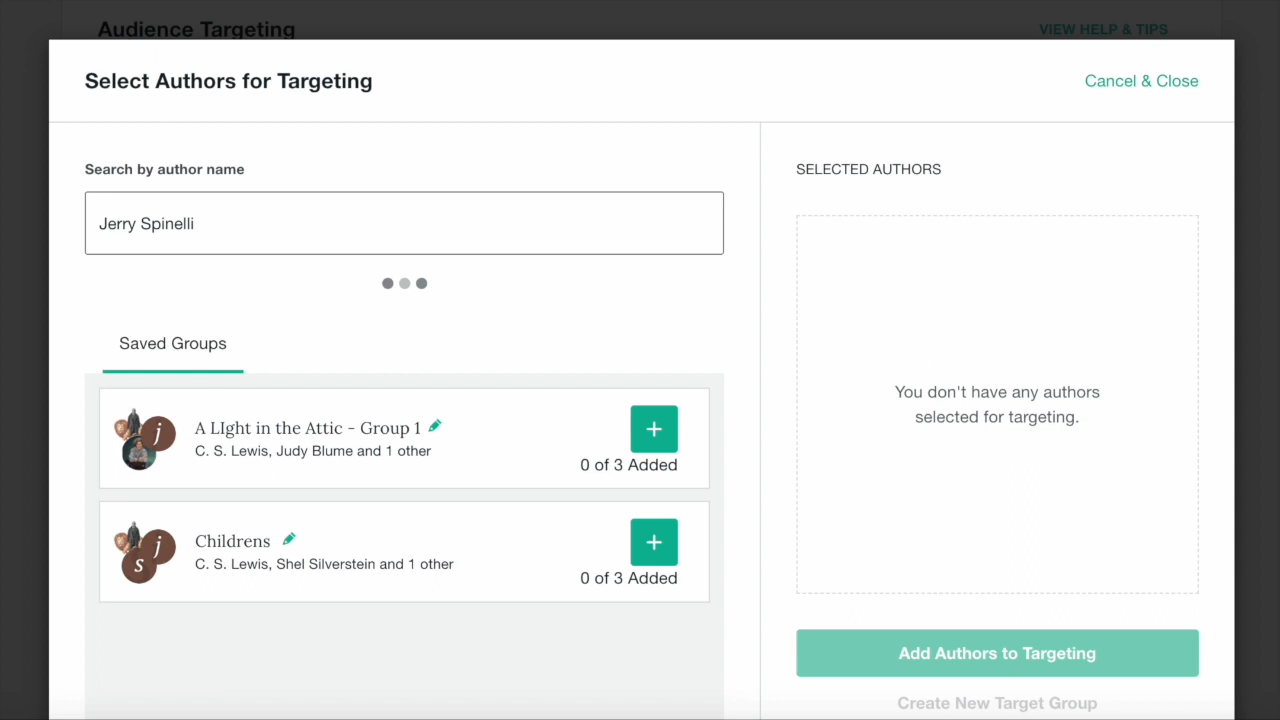 Audience Targeting
VIEW HELP & TIPS
Select Authors for Targeting
Cancel & Close
Search by author name
Jerry Spinelli
Saved Groups
j
A LIght in the Attic - Group 1
C. S. Lewis, Judy Blume and 1 other
+
0 of 3 Added
j
s
Childrens
C. S. Lewis, Shel Silverstein and 1 other
+
0 of 3 Added
SELECTED AUTHORS
You don't have any authors
selected for targeting.
Add Authors to Targeting
Create New Target Group